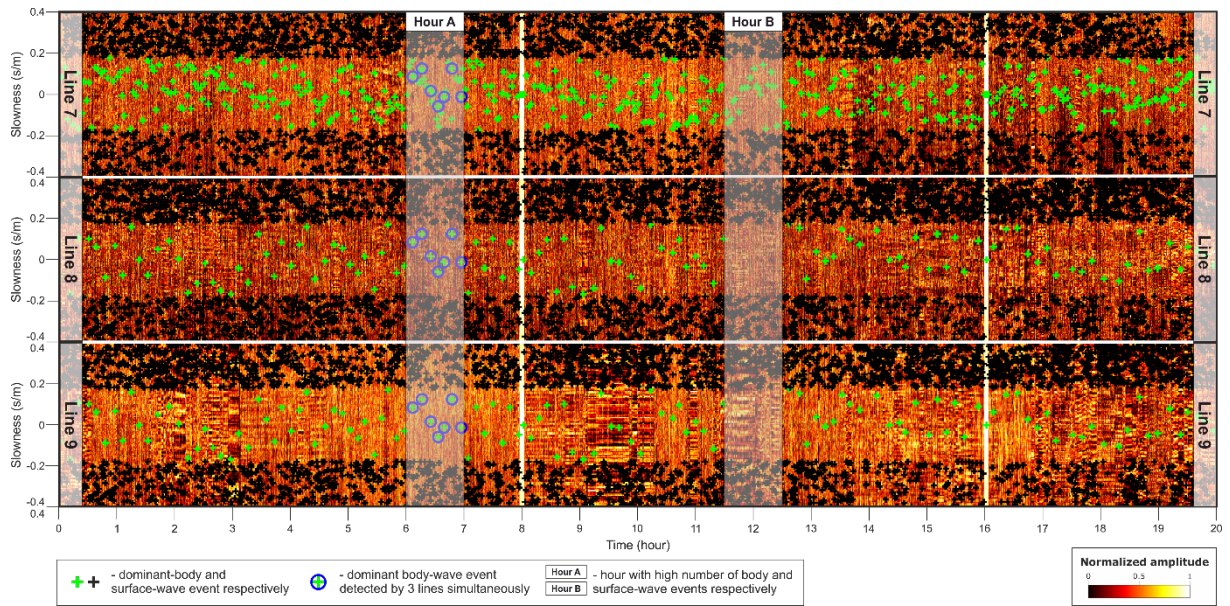 Hour A
Hour B
0.4
0.2
0
-0.2
-0.4
Slowness (s/m)
Line 7
Line 7
0.4
0.2
0
-0.2
-0.4
Slowness (s/m)
Line 8
Line 8
0.4
0.2
0
-0.2
-0.4
0.4
Slowness (s/m)
Line 9
Line 9
0 1 2 3 4 5 6 7 8 9 10 11 12 13 14 15 16 17 18 19 20
Time (hour)
- dominant-body and
surface-wave event respectively
- dominant body-wave event
detected by 3 lines simultaneously
Hour A
Hour B
- hour with high number of body and
surface-wave events respectively
Normalized amplitude
0 0.5 1